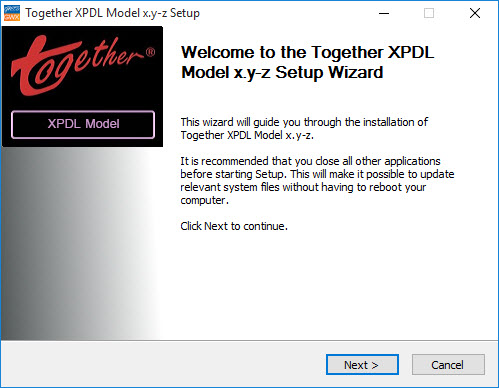 Together XPDL Model x.y-z Setup
together®
XPDL Model
Welcome to the Together XPDL
Model x.y-z Setup Wizard
This wizard will guide you through the installation of
Together XPDL Model x.y-z.
It is recommended that you close all other applications
before starting Setup. This will make it possible to update
relevant system files without having to reboot your
computer.
Click Next to continue.
Next >
Cancel